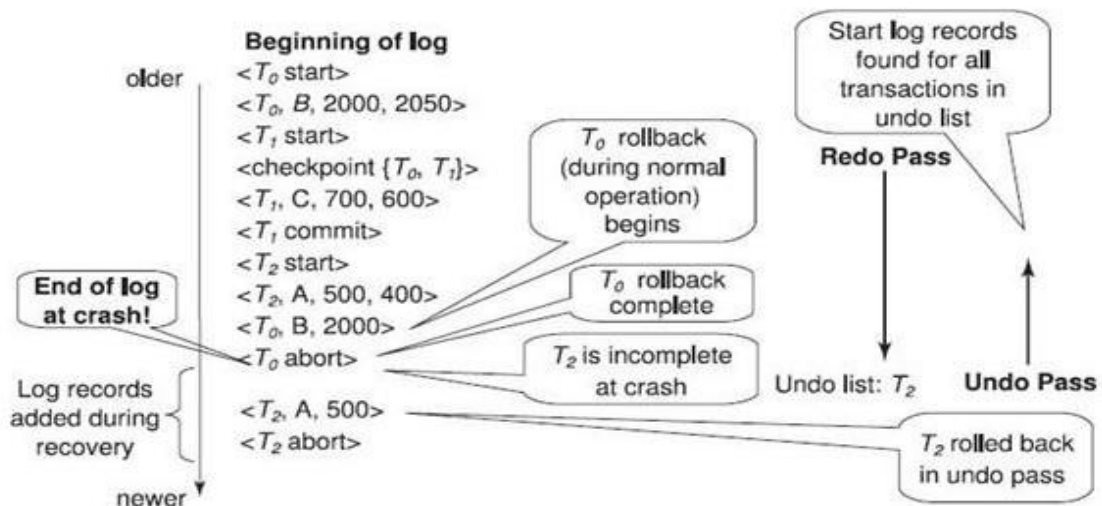 Beginning of log
older
<T0 start>
<T0, B, 2000, 2050>
<T1 start>
<checkpoint {T0, T1}>
<T1, C, 700, 600>
<T1 commit>
<T2 start>
<T2, A, 500, 400>
<T0, B, 2000>
<T0 abort>
<T2, A, 500>
<T2 abort>
End of log
at crash!
Log records
added during
recovery
newer
T0 rollback
(during normal
operation)
begins
T0 rollback
complete
T2 is incomplete
at crash
Start log records
found for all
transactions in
undo list
Redo Pass
Undo list: T2
Undo Pass
T2 rolled back
in undo pass